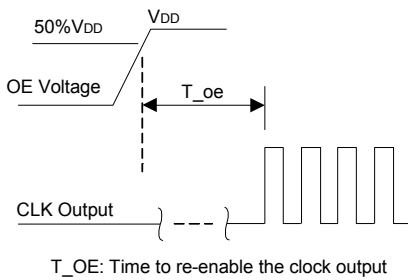 50%VDD
VDD
OE Voltage
T_oe
CLK Output
T_OE: Time to re-enable the clock output